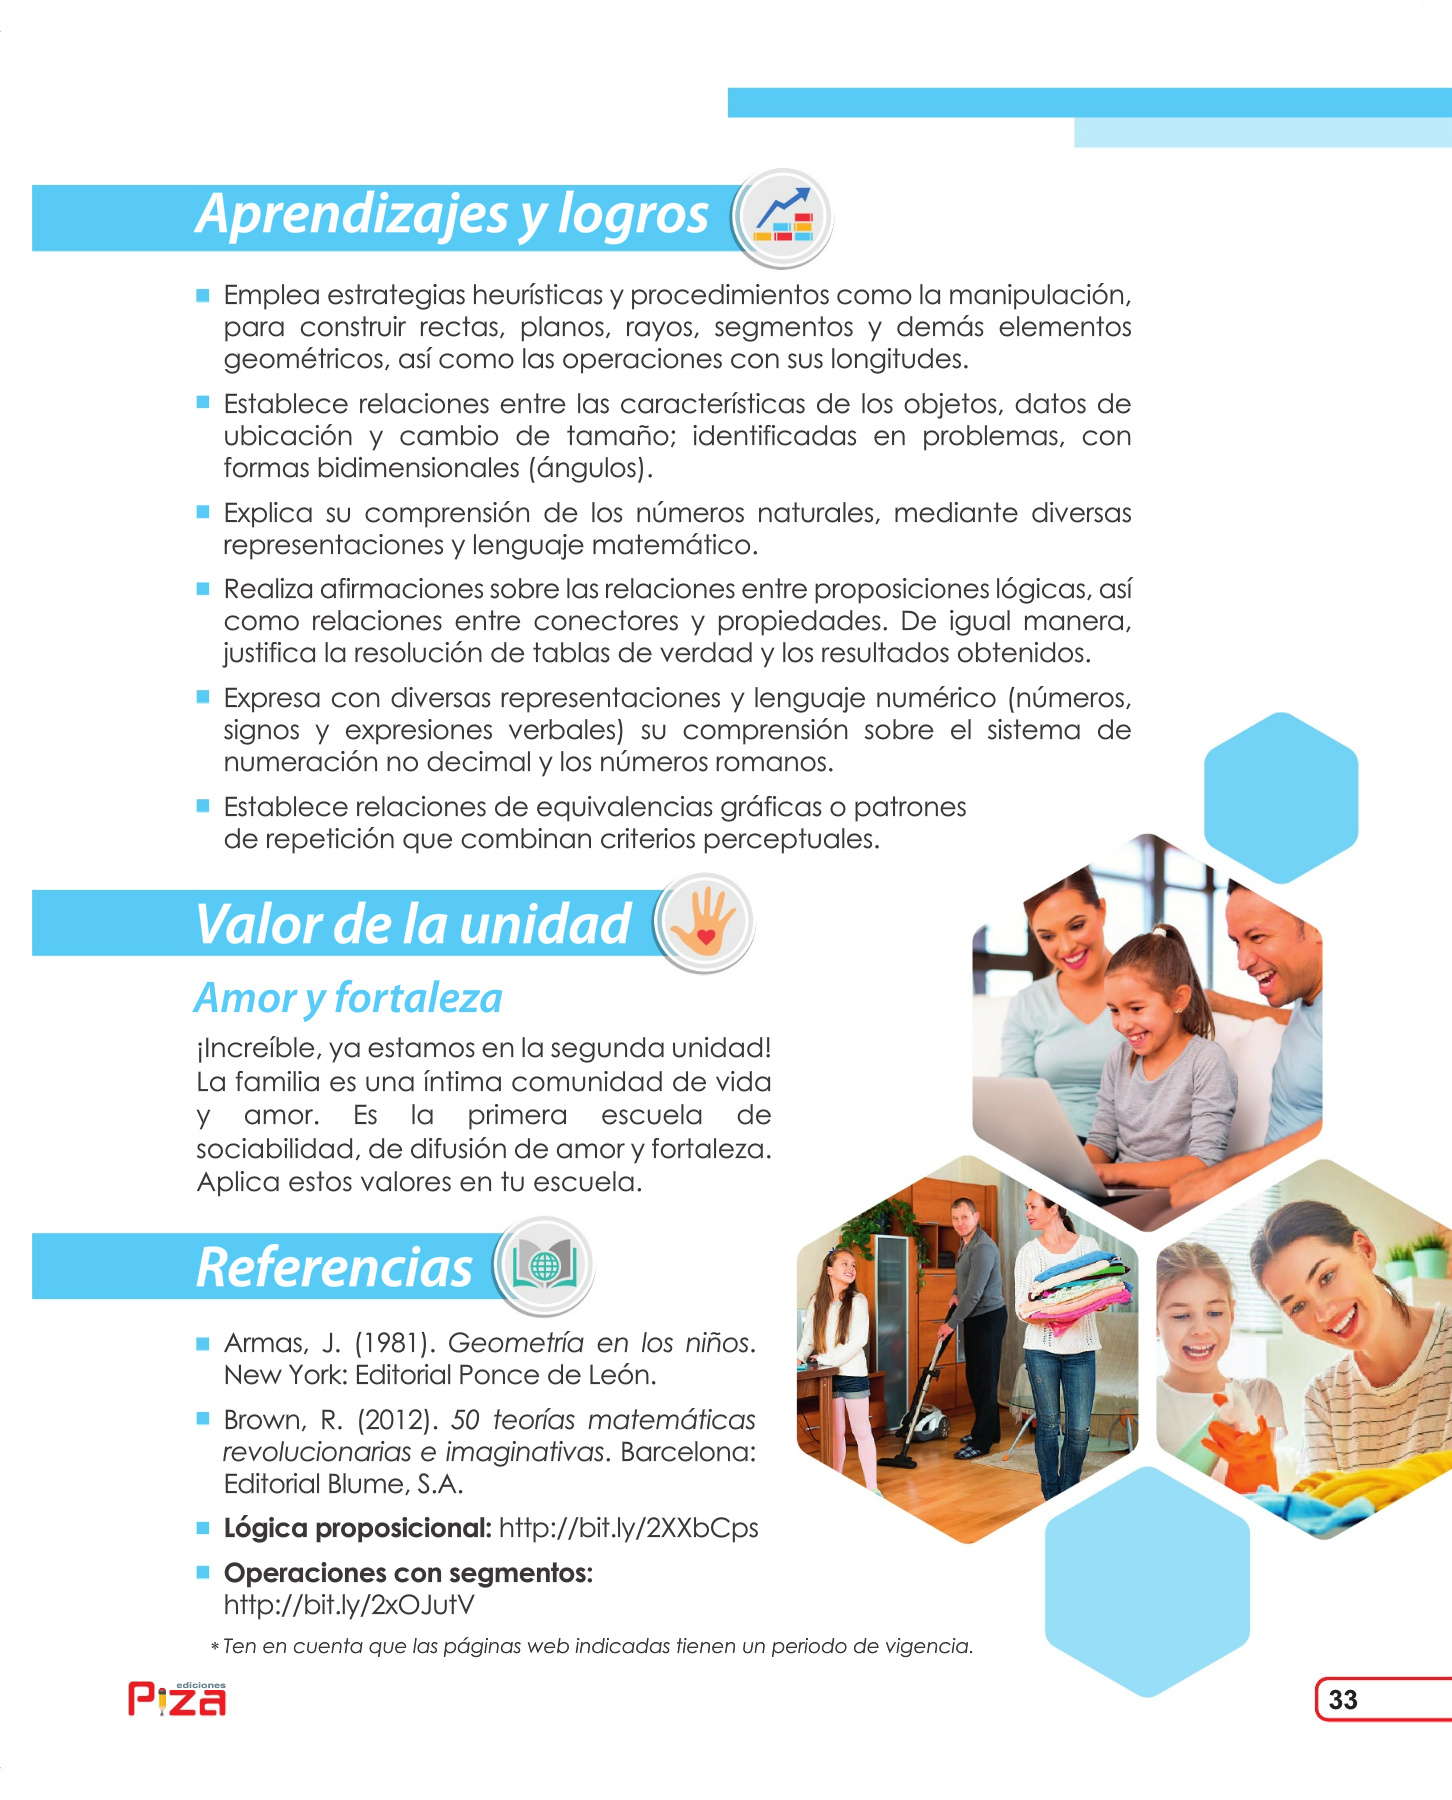 Aprendizajes y logros
Emplea estrategias heurísticas y procedimientos como la manipulación,
para construir rectas, planos, rayos, segmentos y demás elementos
geométricos, así como las operaciones con sus longitudes.
Establece relaciones entre las características de los objetos, datos de
ubicación y cambio de tamaño; identificadas en problemas, con
formas bidimensionales (ángulos).
Explica su comprensión de los números naturales, mediante diversas
representaciones y lenguaje matemático.
Realiza afirmaciones sobre las relaciones entre proposiciones lógicas, así
como relaciones entre conectores y propiedades. De igual manera,
justifica la resolución de tablas de verdad y los resultados obtenidos.
Expresa con diversas representaciones y lenguaje numérico (números,
signos y expresiones verbales) su comprensión sobre el sistema de
numeración no decimal y los números romanos.
Establece relaciones de equivalencias gráficas o patrones
de repetición que combinan criterios perceptuales.
Valor de la unidad
Amor y fortaleza
¡Increíble, ya estamos en la segunda unidad!
La familia es una íntima comunidad de vida
y amor. Es la primera escuela de
sociabilidad, de difusión de amor y fortaleza.
Aplica estos valores en tu escuela.
Referencias
Armas, J. (1981). Geometría en los niños.
New York: Editorial Ponce de León.
Brown, R. (2012). 50 teorías matemáticas
revolucionarias e imaginativas. Barcelona:
Editorial Blume, S.A.
Lógica proposicional: http://bit.ly/2XXbCps
Operaciones con segmentos:
http://bit.ly/2xOJutV
* Ten en cuenta que las páginas web indicadas tienen un periodo de vigencia.
ediciones
Piza
33